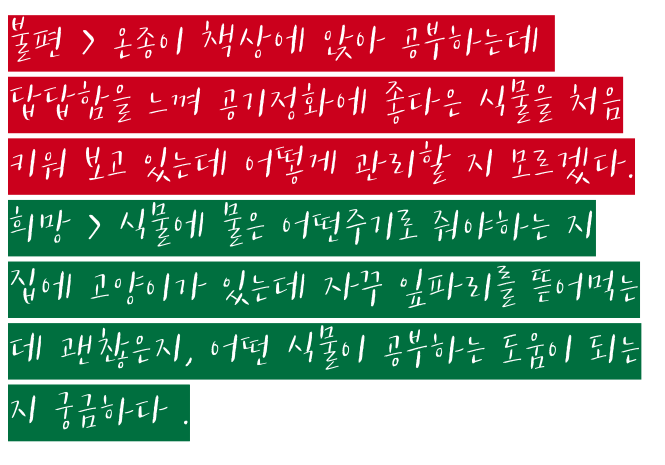 불편 > 온종이 책상에 앉아 공부하는데
답답함을 느껴 공기정화에 좋다은 식물을 처음
키워 보고 있는데 어떻게 관리할 지 모르겠다.
희망 > 식물에 물은 어떤주기로 줘야하는 지
집에 고양이가 있는데 자꾸 잎파리를 뜯어먹는
데 괜찮은지, 어떤 식물이 공부하는 도움이 되는
지 궁금하다 .